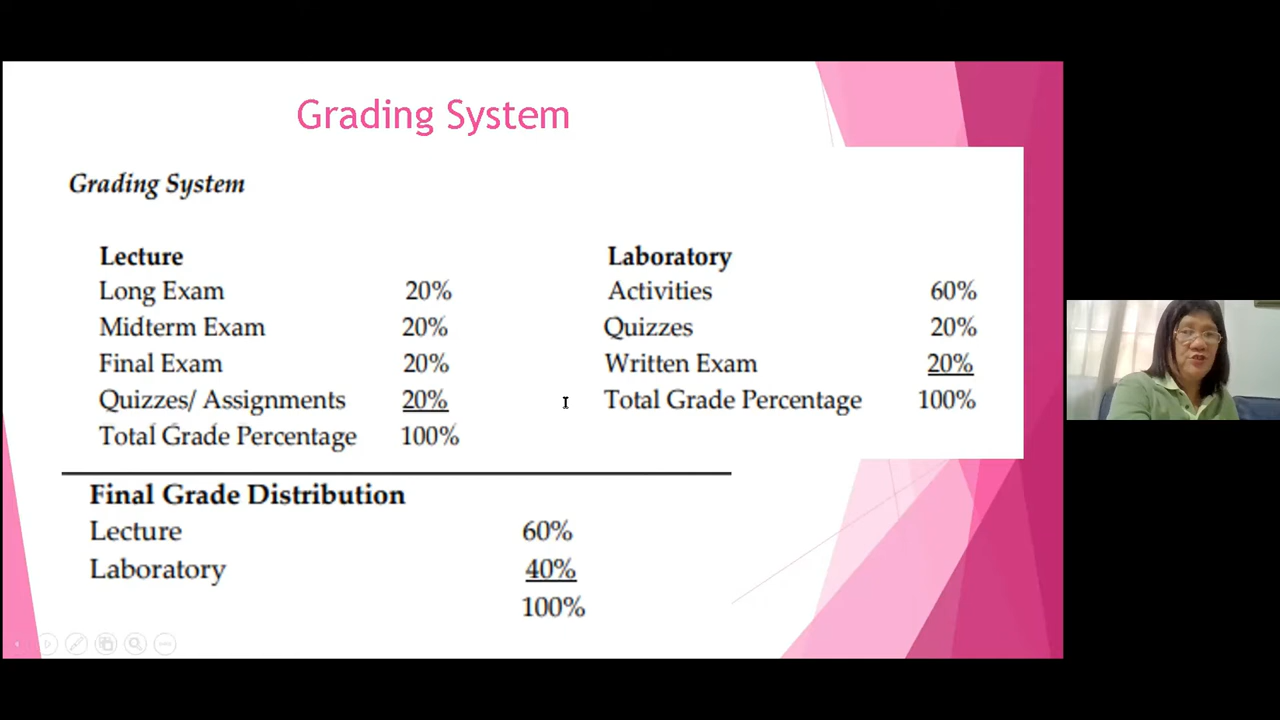 Grading System
Grading System
Lecture
Long Exam 20%
Midterm Exam 20%
Final Exam 20%
Quizzes/ Assignments 20%
Total Grade Percentage 100%
Laboratory
Activities 60%
Quizzes 20%
Written Exam 20%
Total Grade Percentage 100%
Final Grade Distribution
Lecture 60%
Laboratory 40%
100%